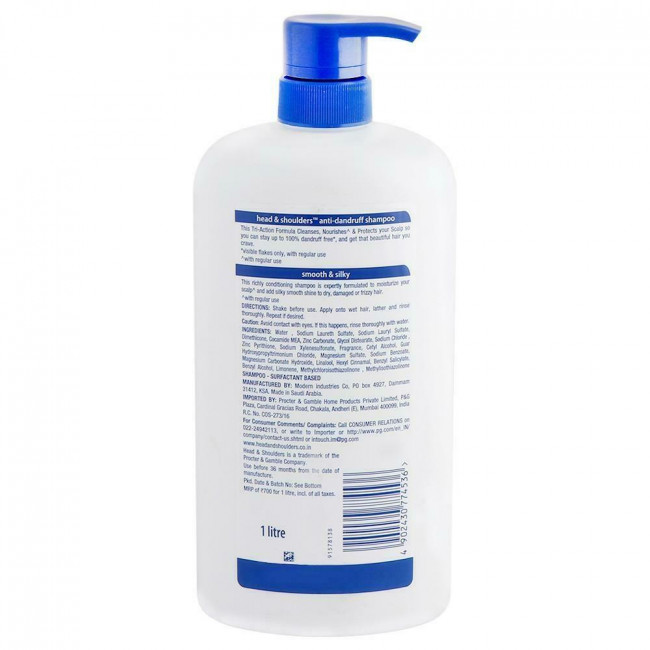 head & shoulders™ anti-dandruff shampoo
This Tri-Action Formula Cleanses, Nourishes^ & Protects your Scalp so
you can stay up to 100% dandruff free*, and get that beautiful hair you
crave.
*visible flakes only, with regular use
^with regular use
smooth & silky
This richly conditioning shampoo is expertly formulated to moisturize your
scalp^ and add silky smooth shine to dry, damaged or frizzy hair.
^with regular use
DIRECTIONS: Shake before use. Apply onto wet hair, lather and rinse
thoroughly. Repeat if desired.
Caution: Avoid contact with eyes. If this happens, rinse thoroughly with water.
INGREDIENTS: Water , Sodium Laureth Sulfate, Sodium Lauryl Sulfate,
Dimethicone, Cocamide MEA, Zinc Carbonate, Glycol Distearate, Sodium Chloride,
Zinc Pyrithione, Sodium Xylenesulfonate, Fragrance, Cetyl Alcohol, Guar
Hydroxypropyltrimonium Chloride, Magnesium Sulfate, Sodium Benzoate,
Magnesium Carbonate Hydroxide, Linalool, Hexyl Cinnamal, Benzyl Salicylate,
Benzyl Alcohol, Limonene, Methylchloroisothiazolinone , Methylisothiazolinone
SHAMPOO - SURFACTANT BASED
MANUFACTURED BY: Modern Industries Co, PO box 4927, Dammam
31412, KSA. Made in Saudi Arabia.
IMPORTED BY: Procter & Gamble Home Products Private Limited, P&G
Plaza, Cardinal Gracias Road, Chakala, Andheri (E), Mumbai 400099, India
R.C. No. COS-273/16
For Consumer Comments/ Complaints: Call CONSUMER RELATIONS on
022-24942113, or write to Importer or http://www.pg.com/en_IN/
company/contact-us.shtml or intouch.im@pg.com
www.headandshoulders.co.in
Head & Shoulders is a trademark of the
Procter & Gamble Company
Use before 36 months from the date of
manufacture.
Pkd. Date & Batch No: See Bottom
MRP of ₹700 for 1 litre, incl. of all taxes.
1 litre
91578138
4 902430 774536 >